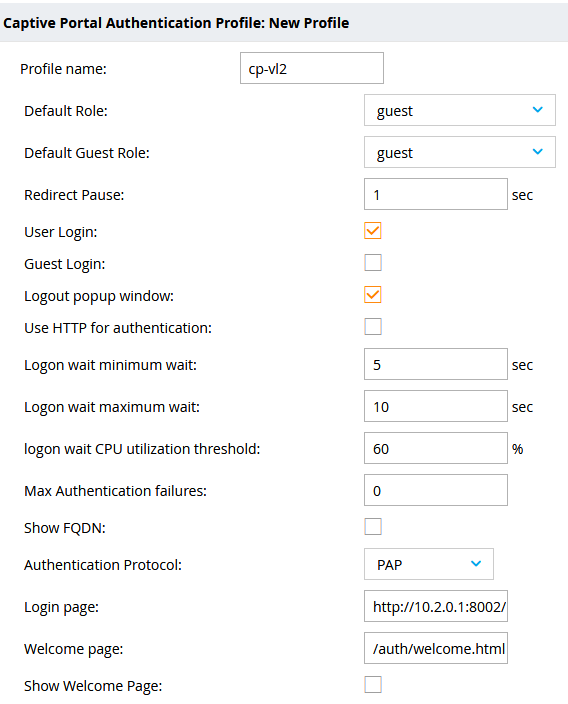 Captive Portal Authentication Profile: New Profile
Profile name: cp-vl2
Default Role: guest
Default Guest Role: guest
Redirect Pause: 1 sec
User Login:
Guest Login:
Logout popup window:
Use HTTP for authentication:
Logon wait minimum wait: 5 sec
Logon wait maximum wait: 10 sec
logon wait CPU utilization threshold: 60 %
Max Authentication failures: 0
Show FQDN:
Authentication Protocol: PAP
Login page: http://10.2.0.1:8002/
Welcome page: /auth/welcome.html
Show Welcome Page: